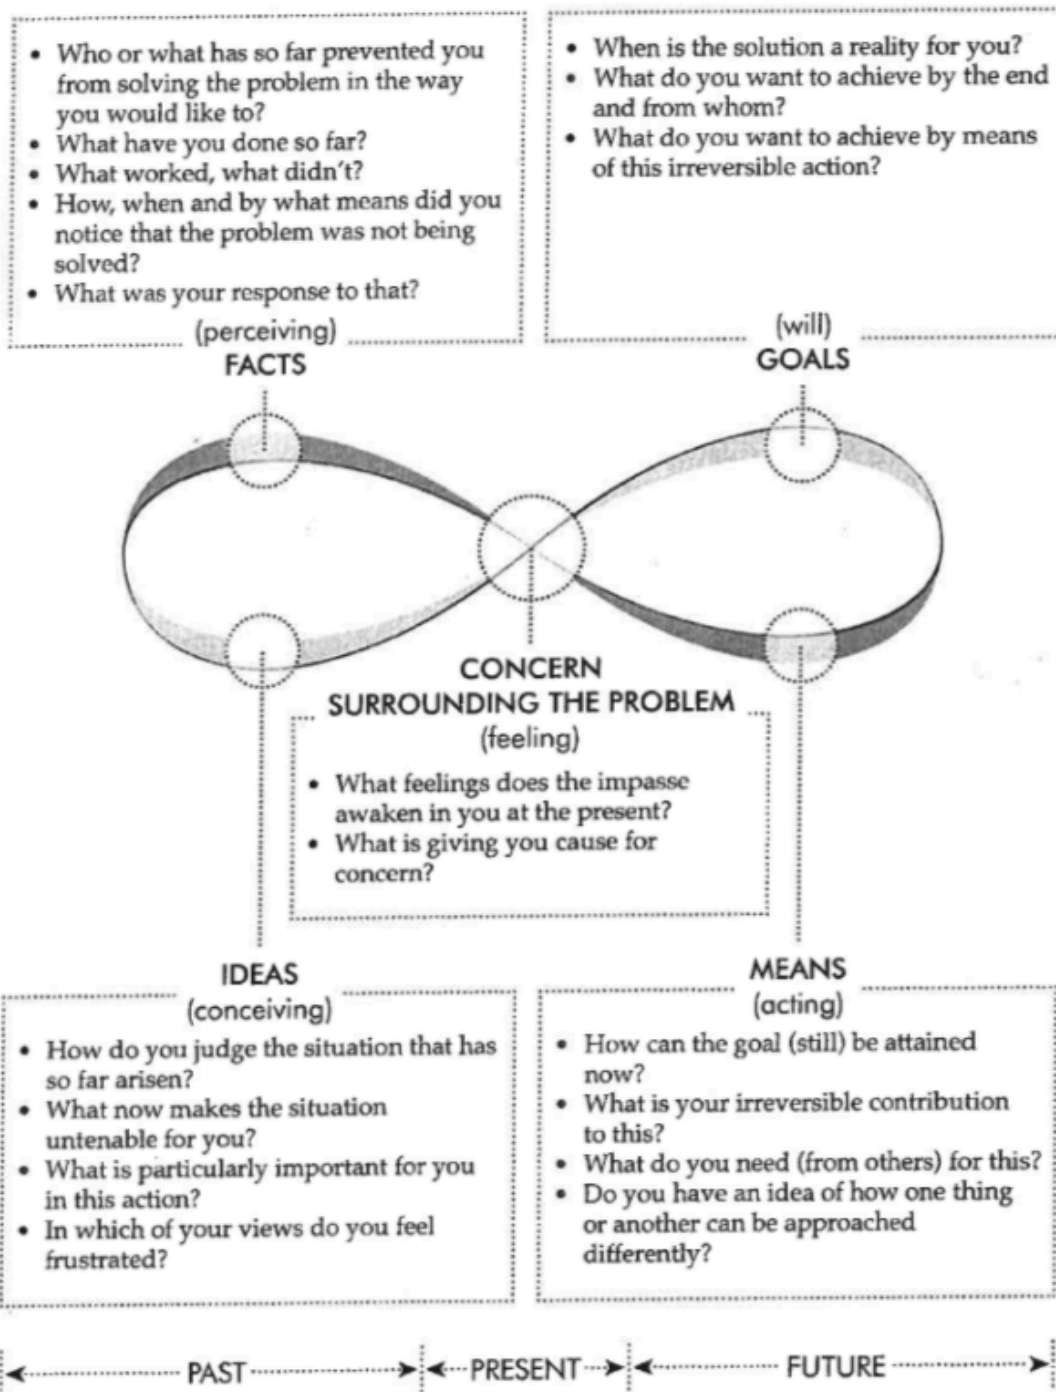 • Who or what has so far prevented you
from solving the problem in the way
you would like to?
• What have you done so far?
• What worked, what didn't?
• How, when and by what means did you
notice that the problem was not being
solved?
• What was your response to that?
(perceiving)
FACTS
• When is the solution a reality for you?
• What do you want to achieve by the end
and from whom?
• What do you want to achieve by means
of this irreversible action?
(will)
GOALS
CONCERN
SURROUNDING THE PROBLEM
(feeling)
• What feelings does the impasse
awaken in you at the present?
• What is giving you cause for
concern?
IDEAS
(conceiving)
• How do you judge the situation that has
so far arisen?
• What now makes the situation
untenable for you?
• What is particularly important for you
in this action?
• In which of your views do you feel
frustrated?
MEANS
(acting)
• How can the goal (still) be attained
now?
• What is your irreversible contribution
to this?
• What do you need (from others) for this?
• Do you have an idea of how one thing
or another can be approached
differently?
PAST PRESENT FUTURE